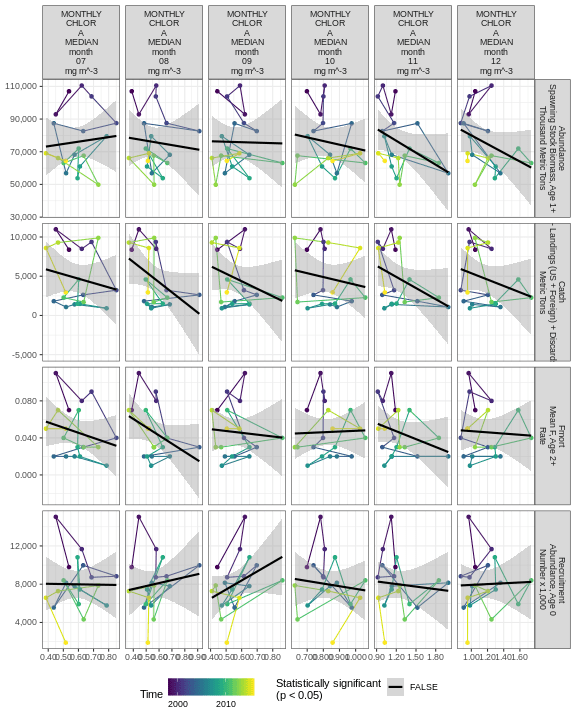 MONTHLY
CHLOR
A
MEDIAN
month
07
mg m^-3
MONTHLY
CHLOR
A
MEDIAN
month
08
mg m^-3
MONTHLY
CHLOR
A
MEDIAN
month
09
mg m^-3
MONTHLY
CHLOR
A
MEDIAN
month
10
mg m^-3
MONTHLY
CHLOR
A
MEDIAN
month
11
mg m^-3
MONTHLY
CHLOR
A
MEDIAN
month
12
mg m^-3
110,000
90,000
70,000
50,000
30,000
Abundance
Spawning Stock Biomass, Age 1+
Thousand Metric Tons
10,000
5,000
0
-5,000
Catch
- Landings (US + Foreign) + Discard
Metric Tons
0.080
0.040
0.000
Fmort
Mean F, Age 2+
Rate
12,000
8,000
4,000
Recruitment
Abundance, Age 0
Number x 1,000
0.40 0.50 0.60 0.70 0.80
0.40 0.50 0.60 0.70 0.80 0.90
0.40 0.50 0.60 0.70 0.80
0.70 0.80 0.90 1.00
0.90 1.20 1.50 1.80
1.00 1.20 1.40 1.60
Time
2000 2010
Statistically significant
(p < 0.05)
FALSE